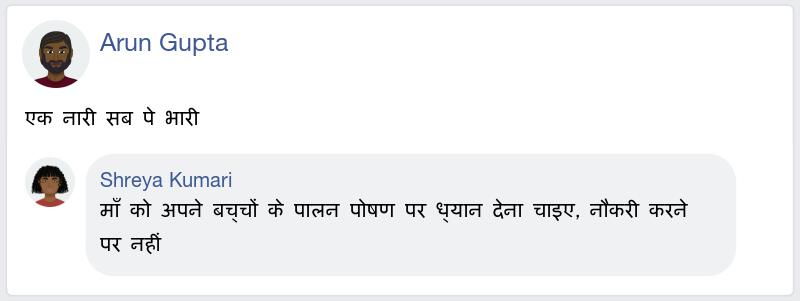 Arun Gupta
एक नारी सब पे भारी
Shreya Kumari
माँ को अपने बच्चों के पालन पोषण पर ध्यान देना चाइए, नौकरी करने
पर नहीं